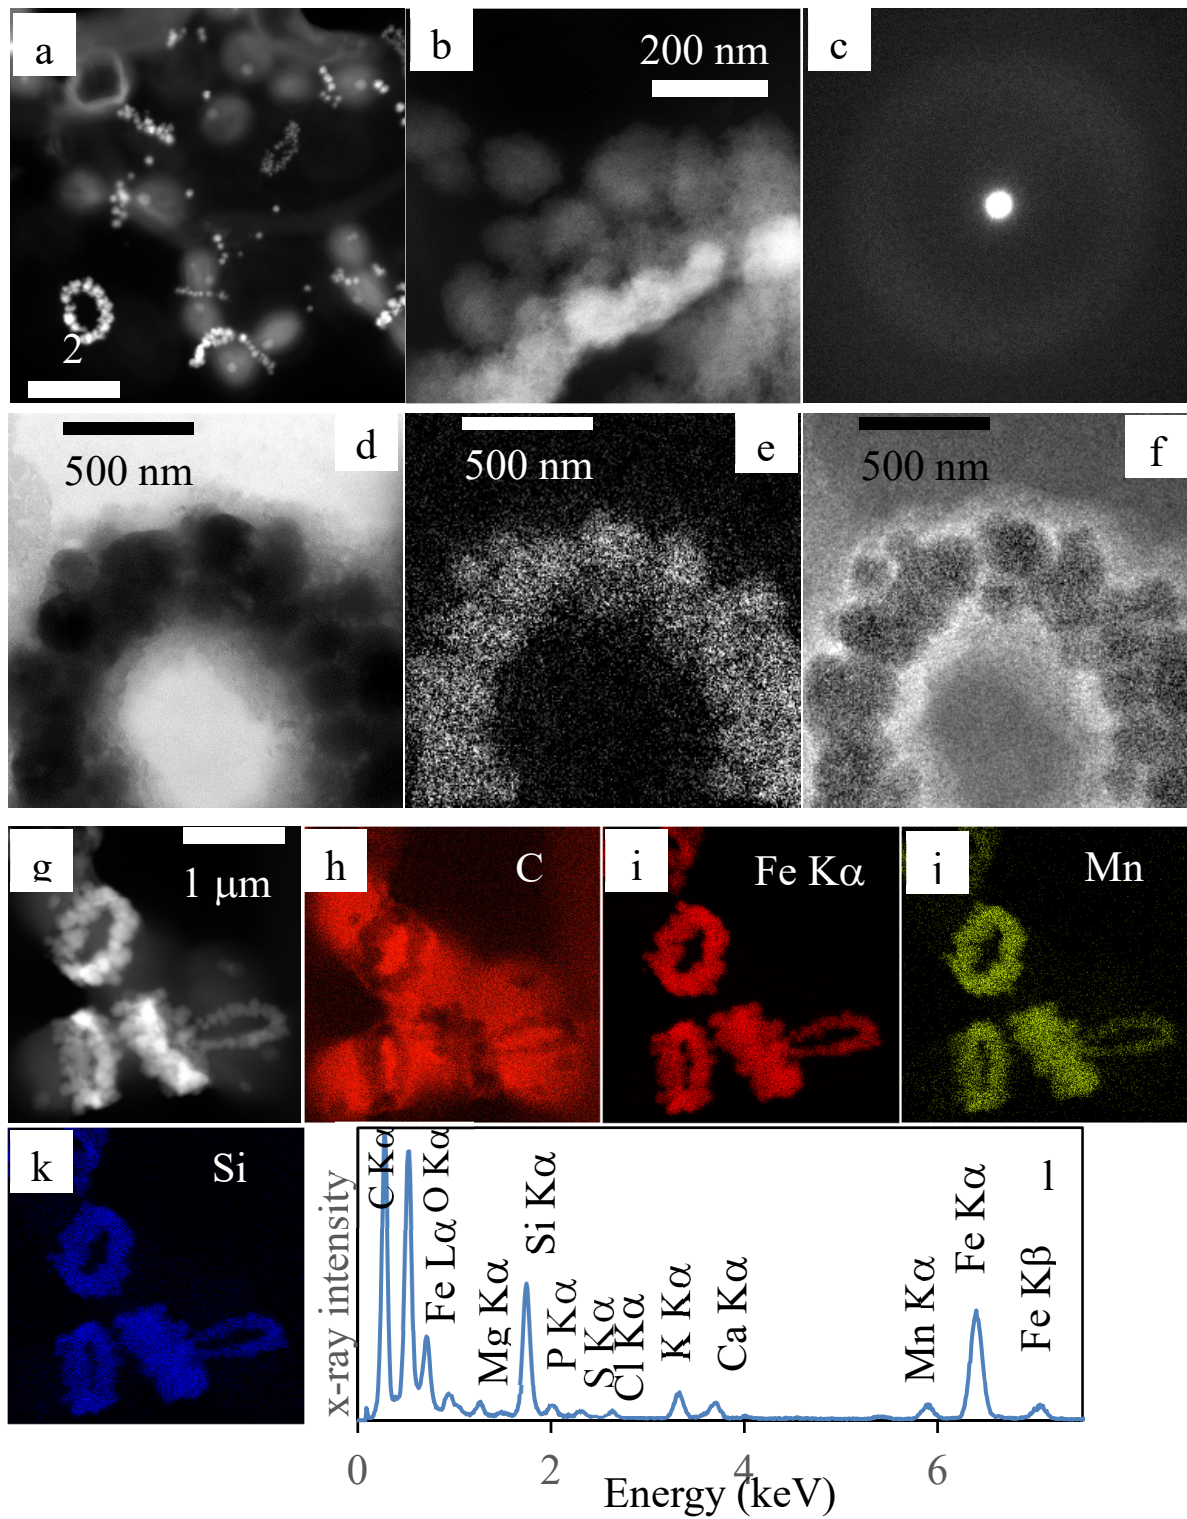 a
2
b
200 nm
c
500 nm
d
500 nm
e
500 nm
f
g
1 μm
h
C
i
Fe Kα
j
Mn
k
Si
l
x-ray intensity
C Kα
O Kα
Fe Lα
Mg Kα
Si Kα
P Kα
S Kα
Cl Kα
K Kα
Ca Kα
Mn Kα
Fe Kα
Fe Kβ
0
2
4
6
Energy (keV)